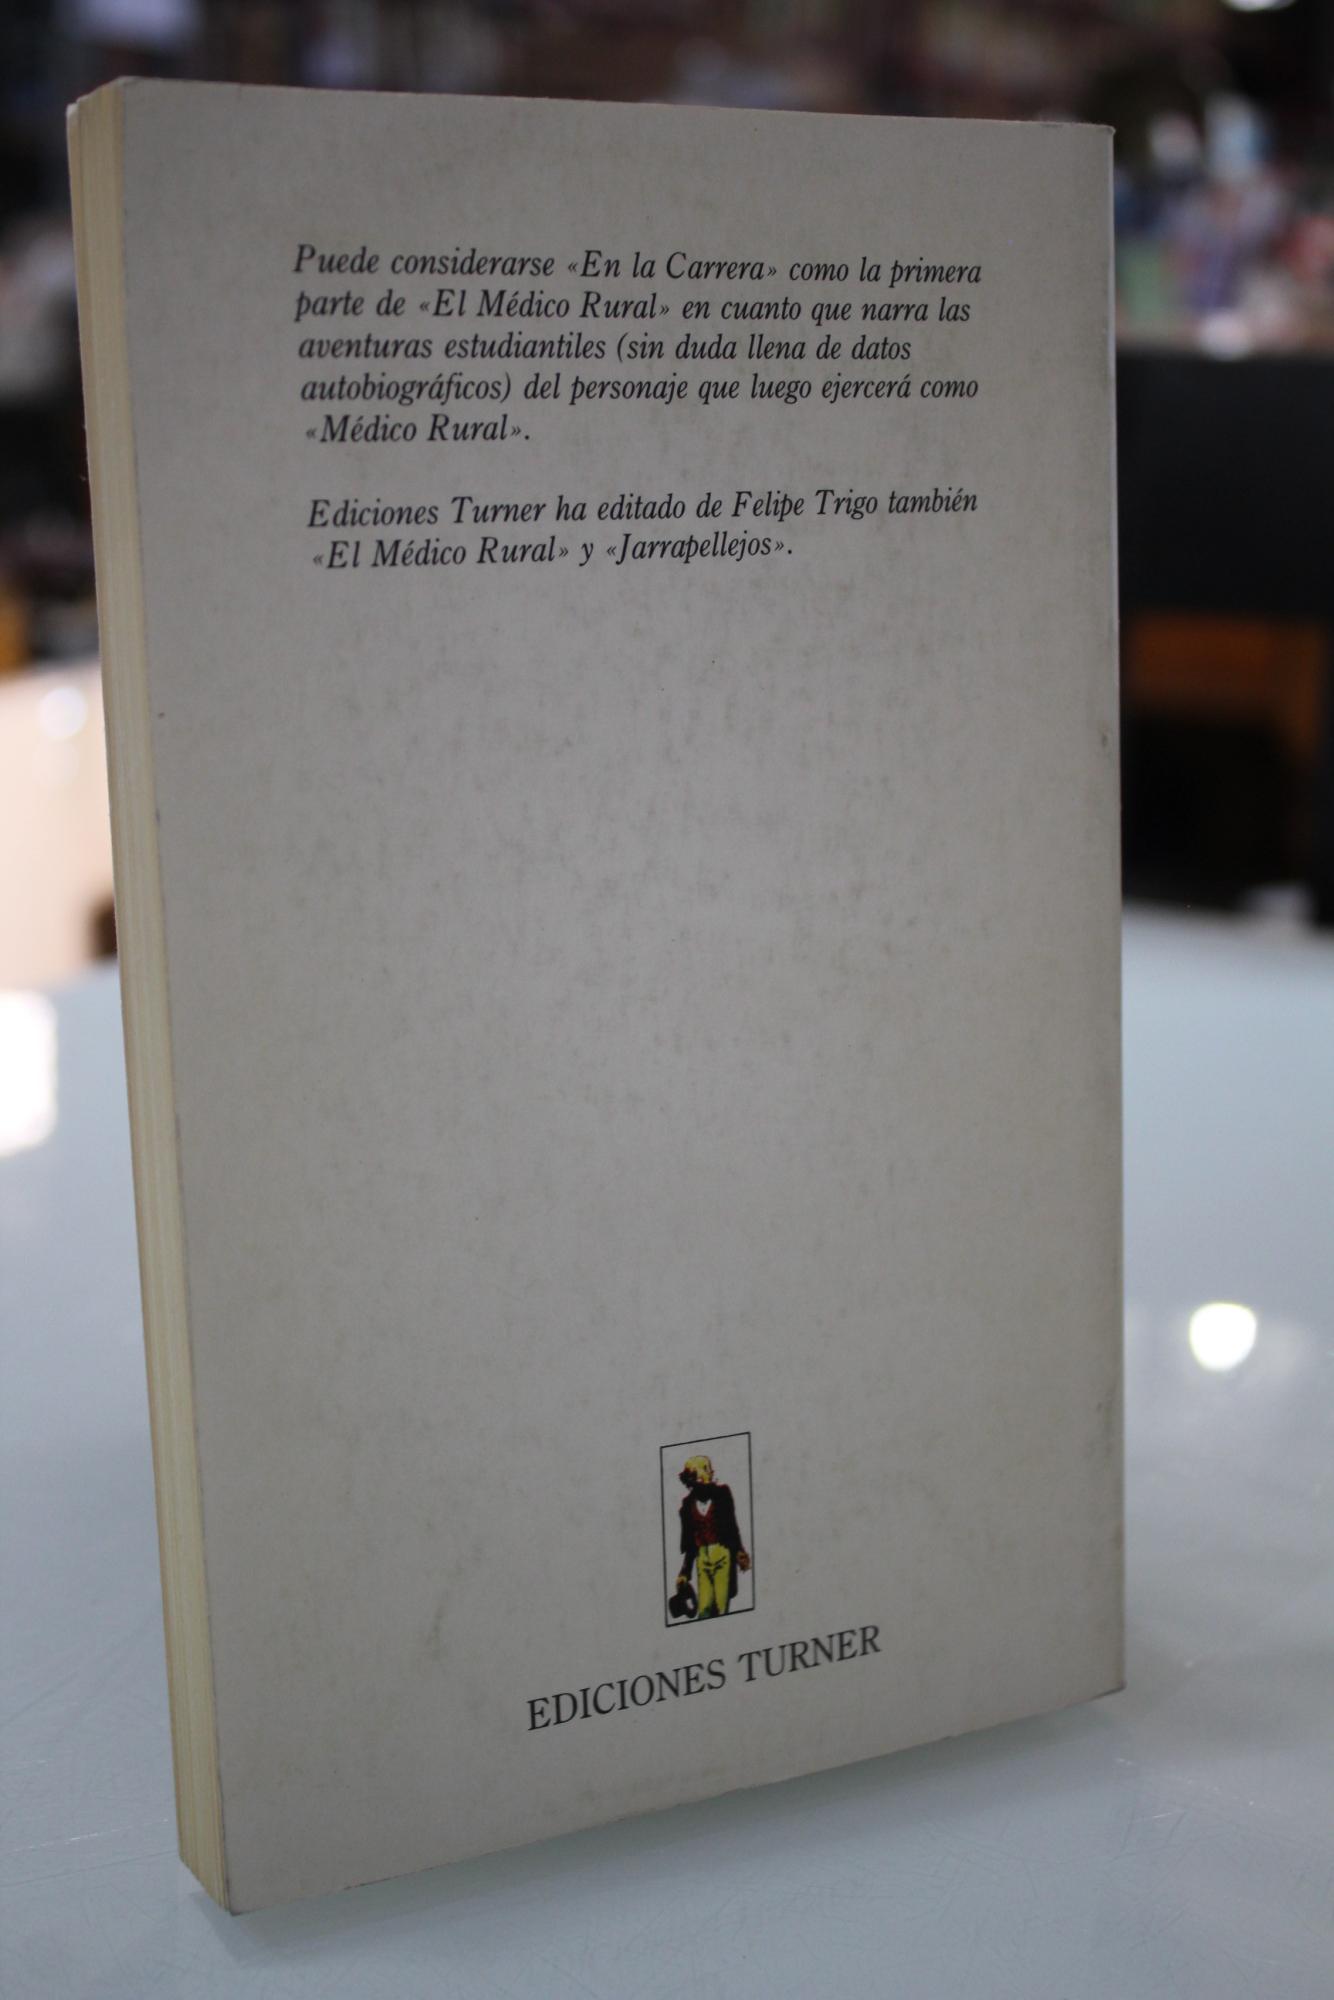 Puede considerarse «En la Carrera» como la primera
parte de «El Médico Rural» en cuanto que narra las
aventuras estudiantiles (sin duda llena de datos
autobiográficos) del personaje que luego ejercerá como
«Médico Rural».
Ediciones Turner ha editado de Felipe Trigo también
«El Médico Rural» y «Jarrapellejos».
EDICIONES TURNER